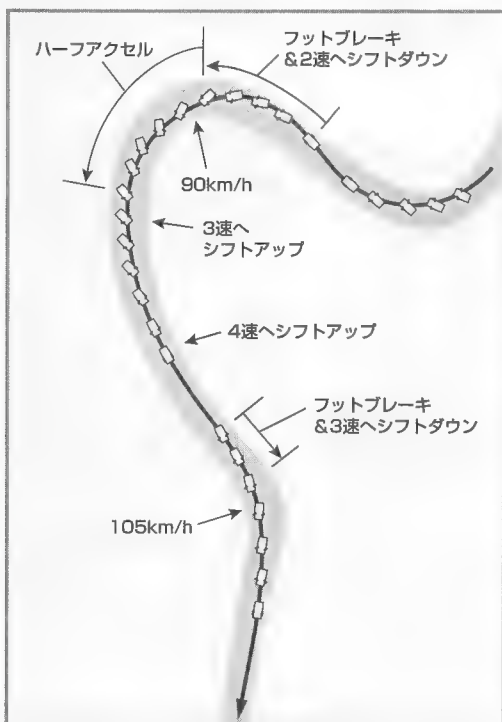 ハーフアクセル
フットブレーキ
&2速へシフトダウン
90km/h
3速へ
シフトアップ
4速へシフトアップ
フットブレーキ
&3速へシフトダウン
105km/h